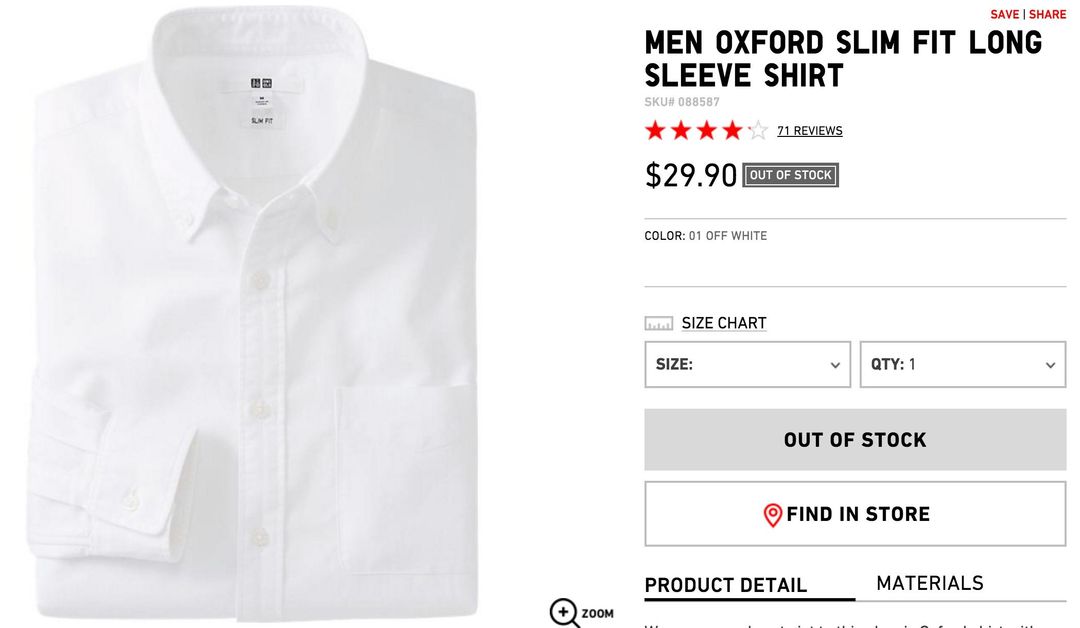 SAVE | SHARE
MEN OXFORD SLIM FIT LONG
SLEEVE SHIRT
SKU# 088587
71 REVIEWS
$29.90 OUT OF STOCK
COLOR: 01 OFF WHITE
SIZE CHART
SIZE:
QTY: 1
OUT OF STOCK
FIND IN STORE
PRODUCT DETAIL
MATERIALS
SLIM FIT
ZOOM